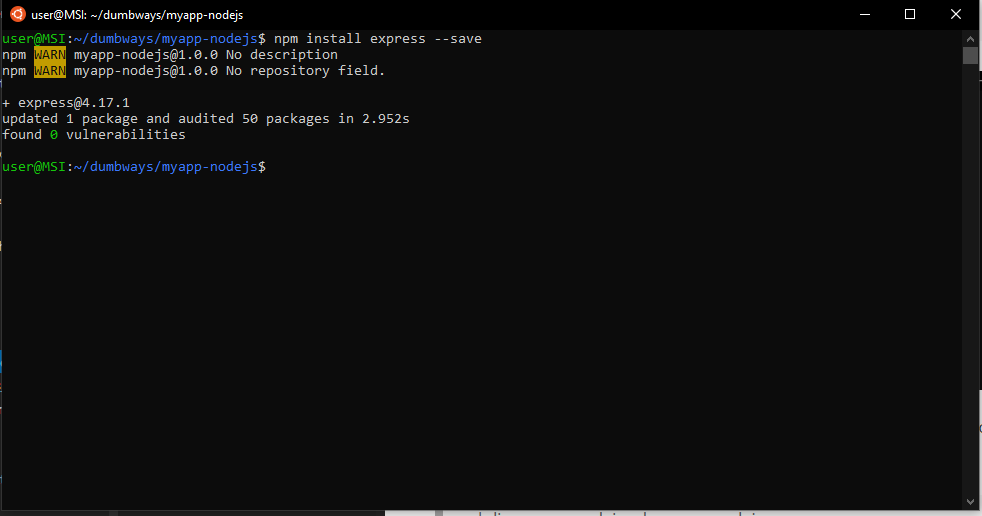 user@MSI: ~/dumbways/myapp-nodejs
user@MSI:~/dumbways/myapp-nodejs$ npm install express --save
npm WARN myapp-nodejs@1.0.0 No description
npm WARN myapp-nodejs@1.0.0 No repository field.
+ express@4.17.1
updated 1 package and audited 50 packages in 2.952s
found 0 vulnerabilities
user@MSI:~/dumbways/myapp-nodejs$